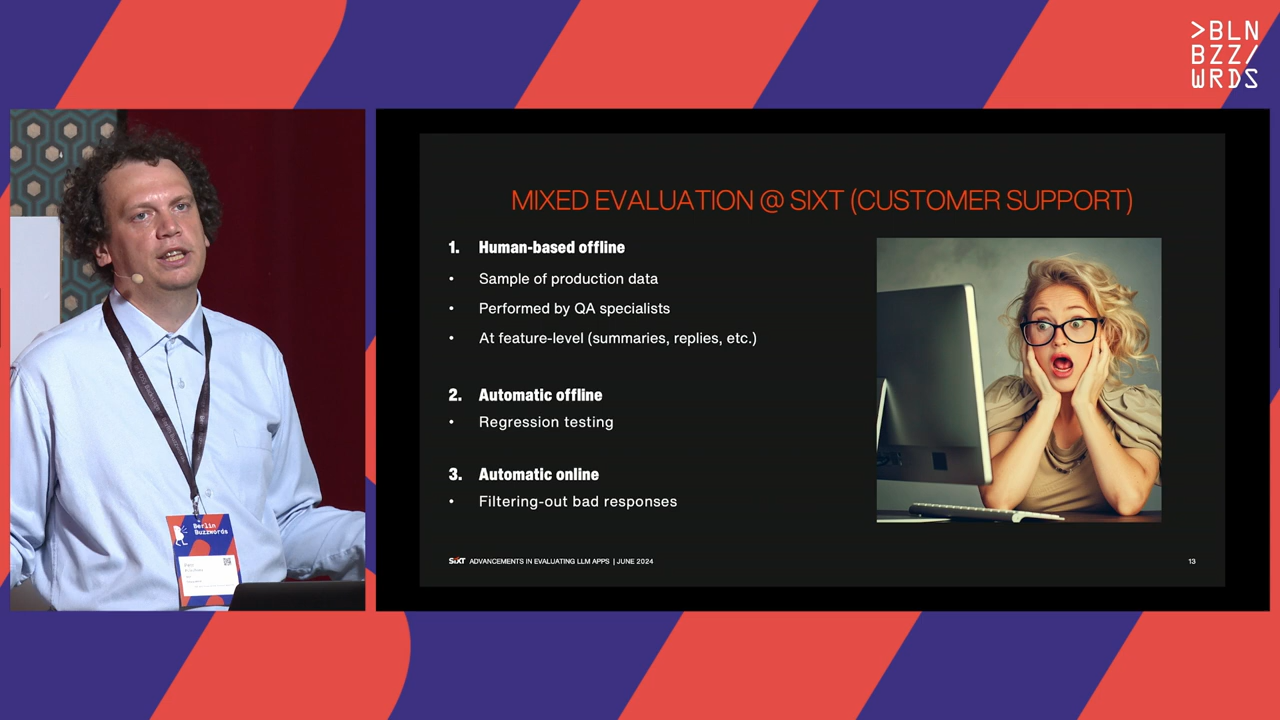 >BLN
BZZ/
WRDS
MIXED EVALUATION @ SIXT (CUSTOMER SUPPORT)
1. Human-based offline
• Sample of production data
• Performed by QA specialists
• At feature-level (summaries, replies, etc.)
2. Automatic offline
• Regression testing
3. Automatic online
• Filtering-out bad responses
SIXT ADVANCEMENTS IN EVALUATING LLM APPS | JUNE 2024
13
Berlin
Buzzwords